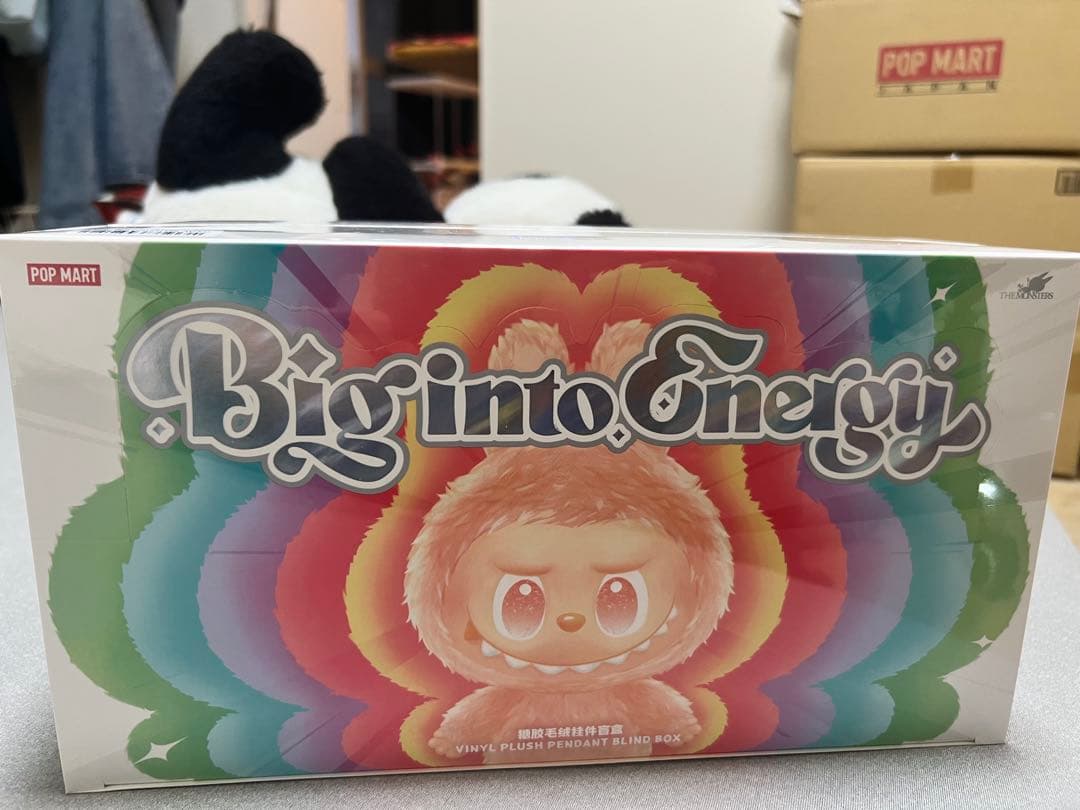 POP MART
JAPAN
POP MART
THE MONSTERS
Big into Energy
搪胶毛绒挂件盲盒
VINYL PLUSH PENDANT BLIND BOX